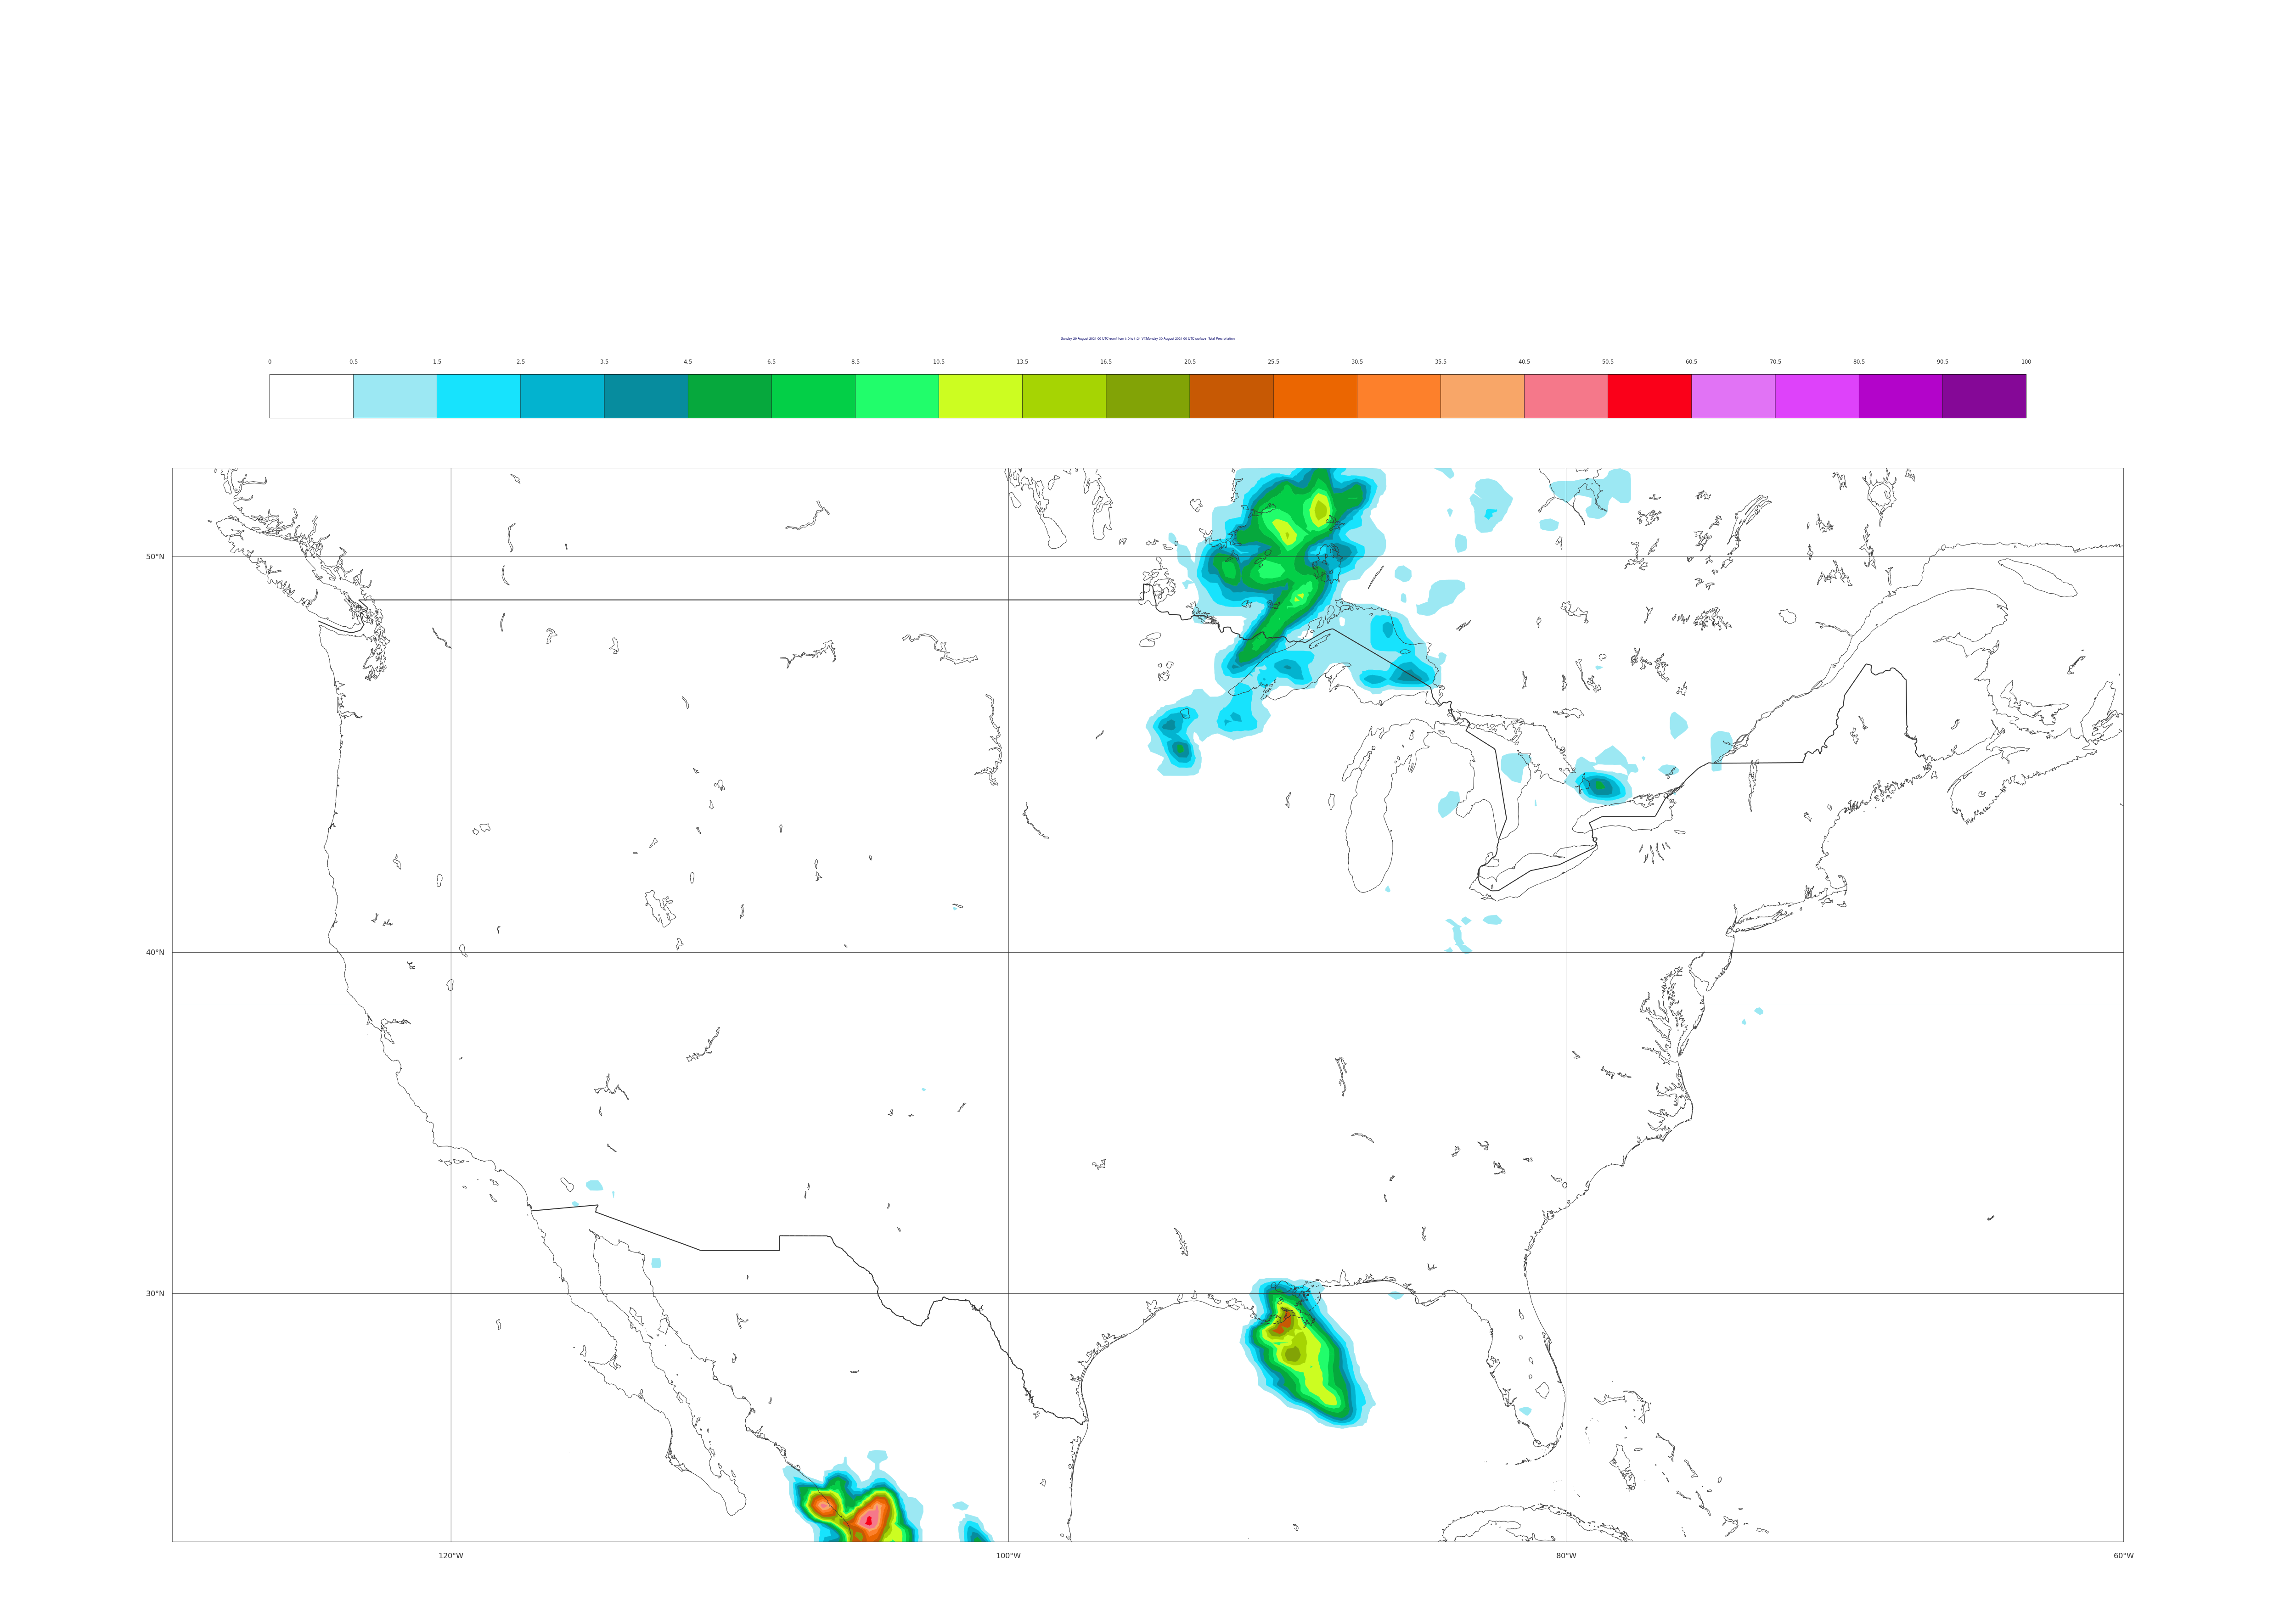 Sunday 29 August 2021 00 UTC ecmf t+24 VT:Monday 30 August 2021 00 UTC surface Total Precipitation
0 0.5 1.5 2.5 3.5 4.5 6.5 8.5 10.5 13.5 16.5 20.5 25.5 30.5 35.5 40.5 50.5 60.5 70.5 80.5 90.5 100
50°N
40°N
30°N
120°W 100°W 80°W 60°W